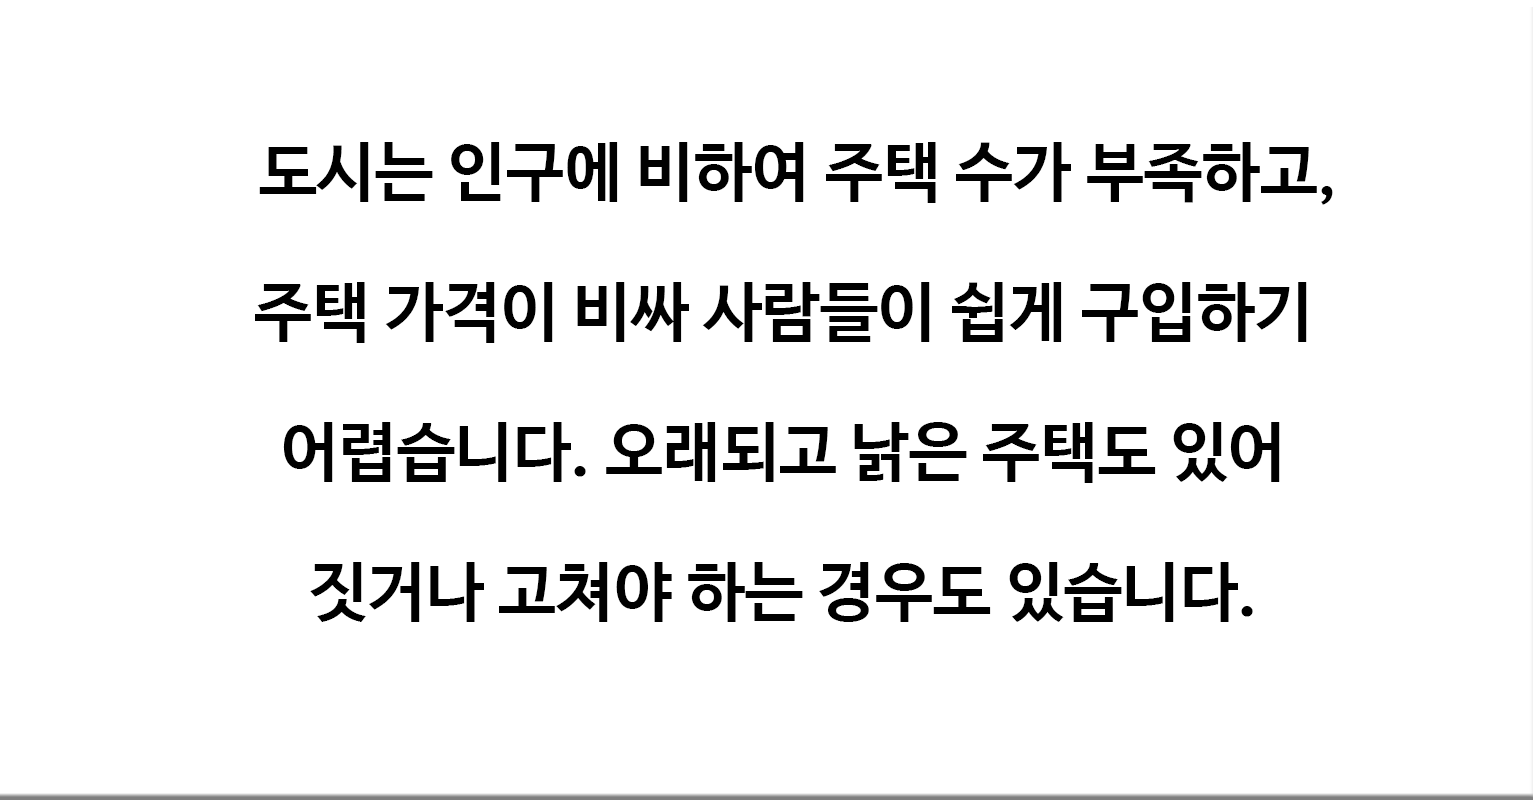 도시는 인구에 비하여 주택 수가 부족하고,
주택 가격이 비싸 사람들이 쉽게 구입하기
어렵습니다. 오래되고 낡은 주택도 있어
짓거나 고쳐야 하는 경우도 있습니다.